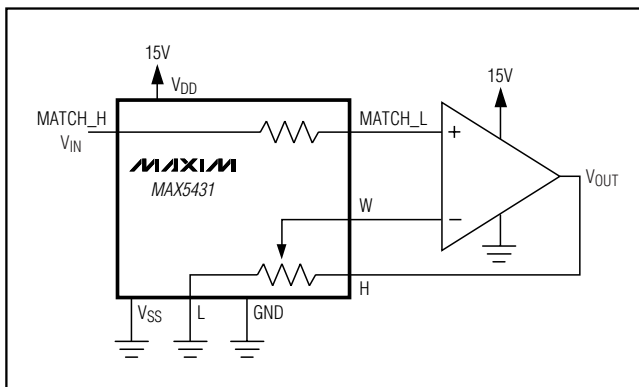 15V
VDD
15V
MATCH_H
MATCH_L
VIN
+
MAXIM
MAX5431
VOUT
W
−
H
VSS
L
GND